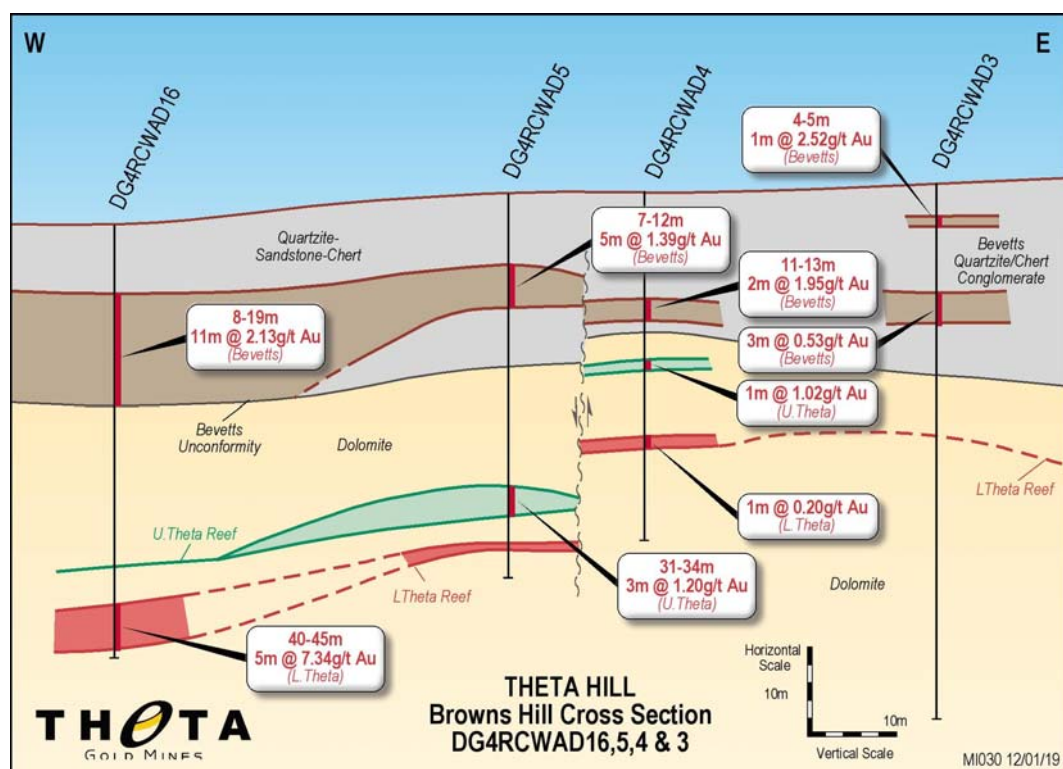 W
E
DG4RCWAD16
DG4RCWAD5
DG4RCWAD4
DG4RCWAD3
4-5m
1m @ 2.52g/t Au
(Bevetts)
Quartzite-
Sandstone-Chert
7-12m
5m @ 1.39g/t Au
(Bevetts)
Bevetts
Quartzite/Chert
Conglomerate
11-13m
2m @ 1.95g/t Au
(Bevetts)
8-19m
11m @ 2.13g/t Au
(Bevetts)
3m @ 0.53g/t Au
(Bevetts)
1m @ 1.02g/t Au
(U.Theta)
Bevetts
Unconformity
Dolomite
LTheta Reef
1m @ 0.20g/t Au
(L.Theta)
U.Theta Reef
31-34m
3m @ 1.20g/t Au
(U.Theta)
Dolomite
LTheta Reef
40-45m
5m @ 7.34g/t Au
(L.Theta)
Horizontal
Scale
10m
10m
Vertical Scale
THETA HILL
Browns Hill Cross Section
DG4RCWAD16,5,4 & 3
THETA
GOLD MINES
MI030 12/01/19